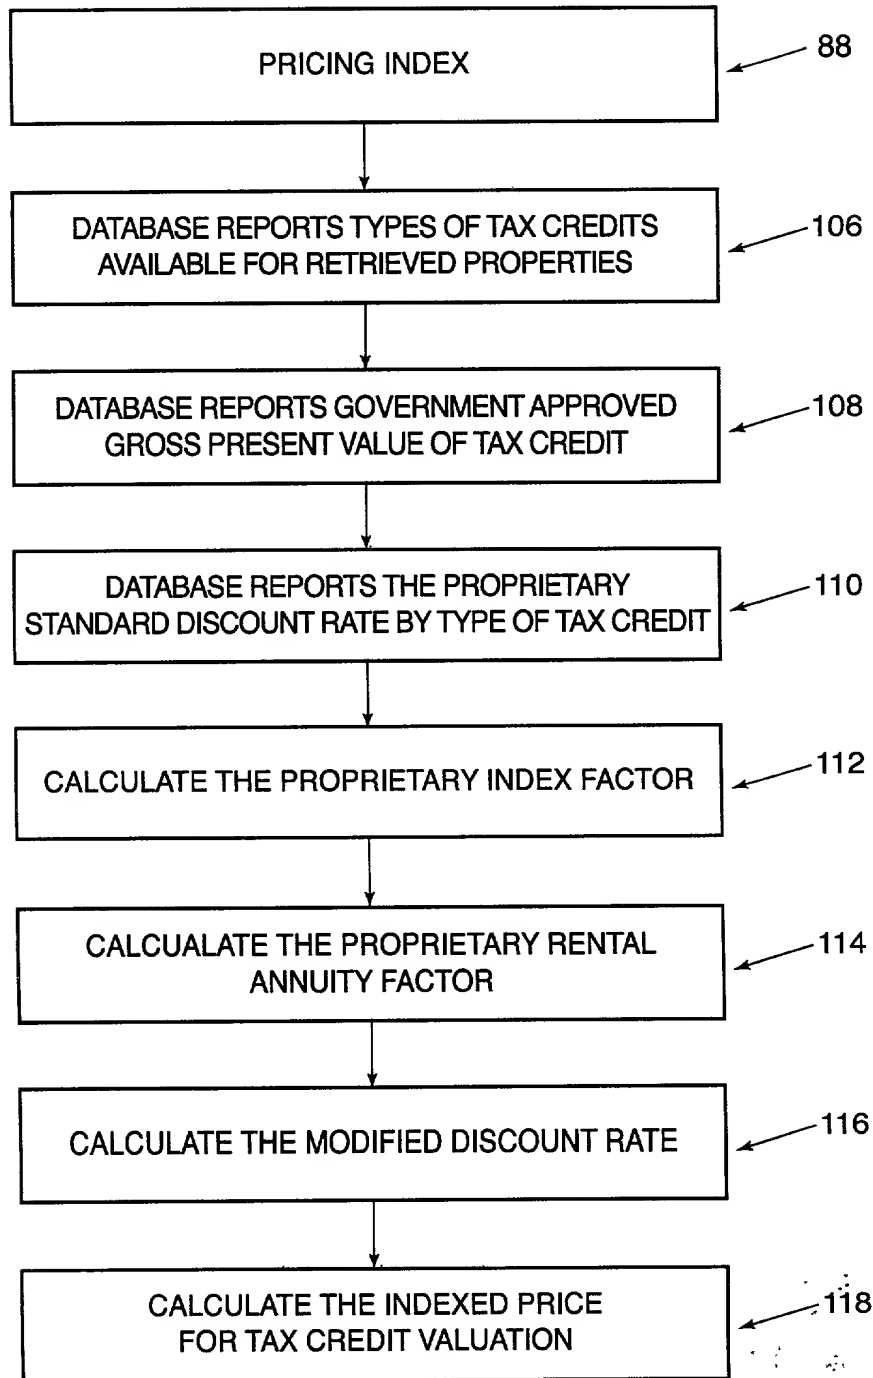 PRICING INDEX
88
DATABASE REPORTS TYPES OF TAX CREDITS
AVAILABLE FOR RETRIEVED PROPERTIES
106
DATABASE REPORTS GOVERNMENT APPROVED
GROSS PRESENT VALUE OF TAX CREDIT
108
DATABASE REPORTS THE PROPRIETARY
STANDARD DISCOUNT RATE BY TYPE OF TAX CREDIT
110
CALCULATE THE PROPRIETARY INDEX FACTOR
112
CALCUALATE THE PROPRIETARY RENTAL
ANNUITY FACTOR
114
CALCULATE THE MODIFIED DISCOUNT RATE
116
CALCULATE THE INDEXED PRICE
FOR TAX CREDIT VALUATION
118